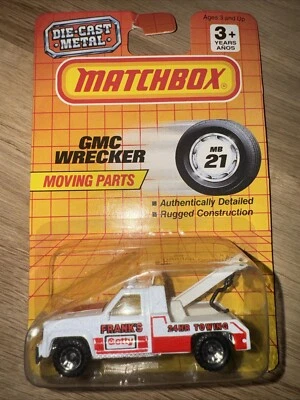 DIE-CAST
METAL
Ages 3 and Up
3+
YEARS
AÑOS
MATCHBOX
GMC
WRECKER
MOVING PARTS
MB
21
Authentically Detailed
Rugged Construction
FRANK'S
Getty
24HR TOWING